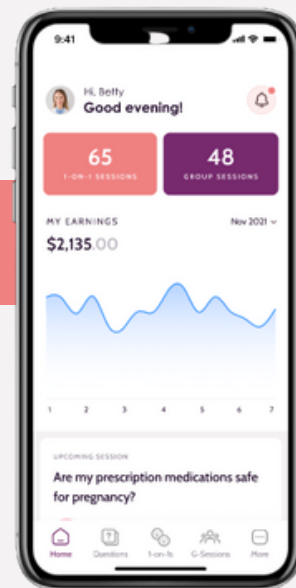 9:41
Hi, Betty
Good evening!
65
1-ON-1 SESSIONS
48
GROUP SESSIONS
MY EARNINGS
Nov 2021
$2,135.00
1 2 3 4 5 6 7
UPCOMING SESSION
Are my prescription medications safe
for pregnancy?
Home Questions 1-on-1s G-Sessions More